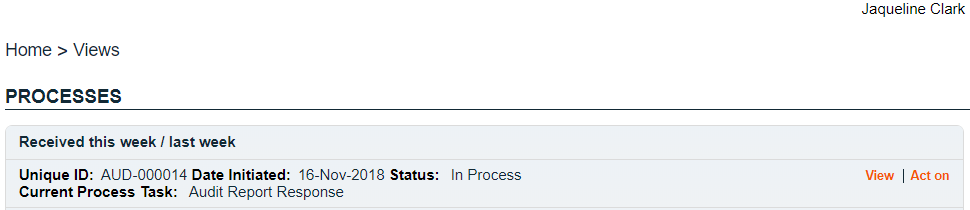 Jaqueline Clark
Home > Views
PROCESSES
Received this week / last week
Unique ID: AUD-000014 Date Initiated: 16-Nov-2018 Status: In Process
View | Act on
Current Process Task: Audit Report Response